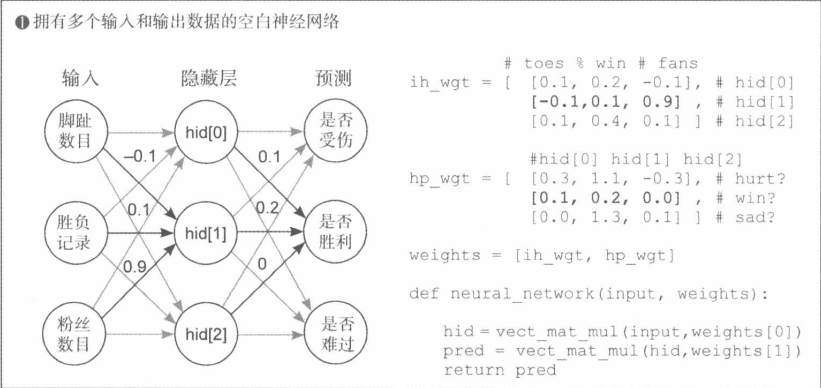 ❶拥有多个输入和输出数据的空白神经网络
输入 隐藏层 预测
脚趾
数目
胜负
记录
粉丝
数目
hid[0]
hid[1]
hid[2]
是否
受伤
是否
胜利
是否
难过
–0.1
0.1
0.9
0.1
0.2
0
# toes % win # fans
ih_wgt = [ [0.1, 0.2, -0.1], # hid[0]
[-0.1,0.1, 0.9] , # hid[1]
[0.1, 0.4, 0.1] ] # hid[2]
#hid[0] hid[1] hid[2]
hp_wgt = [ [0.3, 1.1, -0.3], # hurt?
[0.1, 0.2, 0.0] , # win?
[0.0, 1.3, 0.1] ] # sad?
weights = [ih_wgt, hp_wgt]
def neural_network(input, weights):
hid = vect_mat_mul(input,weights[0])
pred = vect_mat_mul(hid,weights[1])
return pred